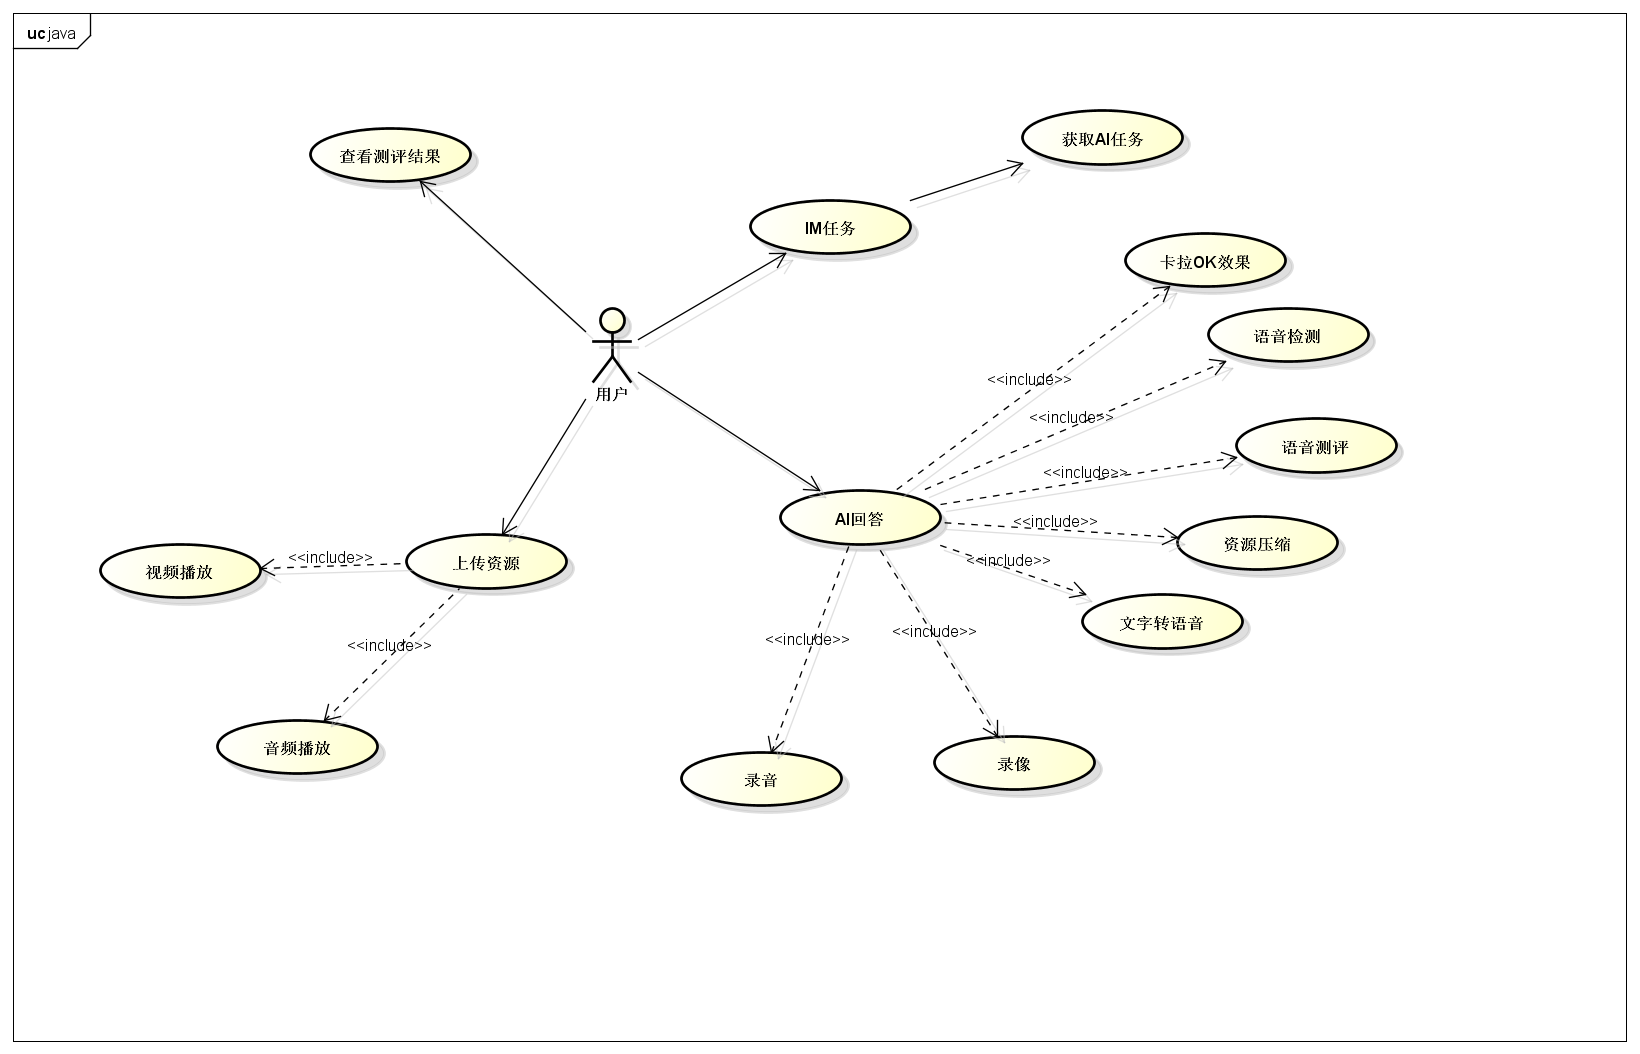 uc java
获取AI任务
查看测评结果
IM任务
卡拉OK效果
语音检测
<<include>>
用户
<<include>>
语音测评
<<include>>
AI回答
<<include>>
资源压缩
<<include>>
上传资源
<<include>>
视频播放
文字转语音
<<include>>
<<include>>
<<include>>
音频播放
录像
录音